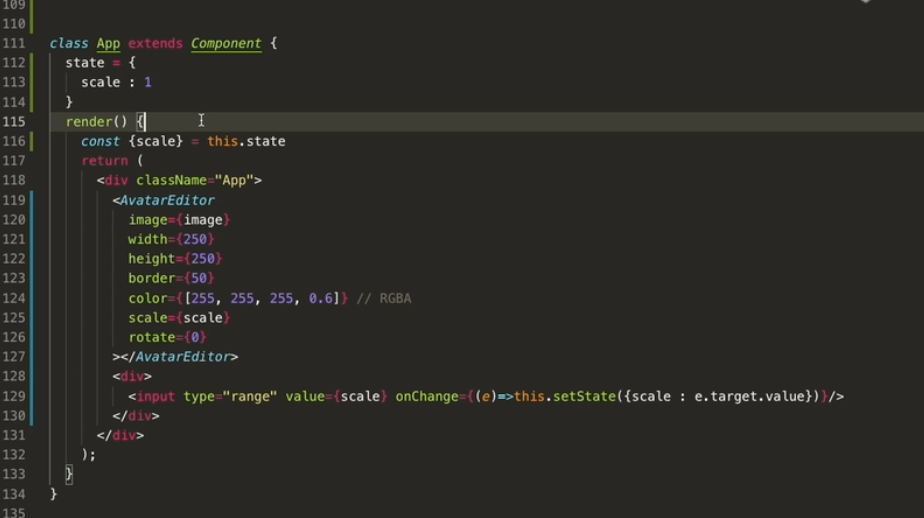 109
110
111 class App extends Component {
112 state = {
113 scale : 1
114 }
115 render() {
116 const {scale} = this.state
117 return (
118 <div className="App">
119 <AvatarEditor
120 image={image}
121 width={250}
122 height={250}
123 border={50}
124 color={[255, 255, 255, 0.6]} // RGBA
125 scale={scale}
126 rotate={0}
127 ></AvatarEditor>
128 <div>
129 <input type="range" value={scale} onChange={(e)=>this.setState({scale : e.target.value})}/>
130 </div>
131 </div>
132 );
133 }
134 }
135